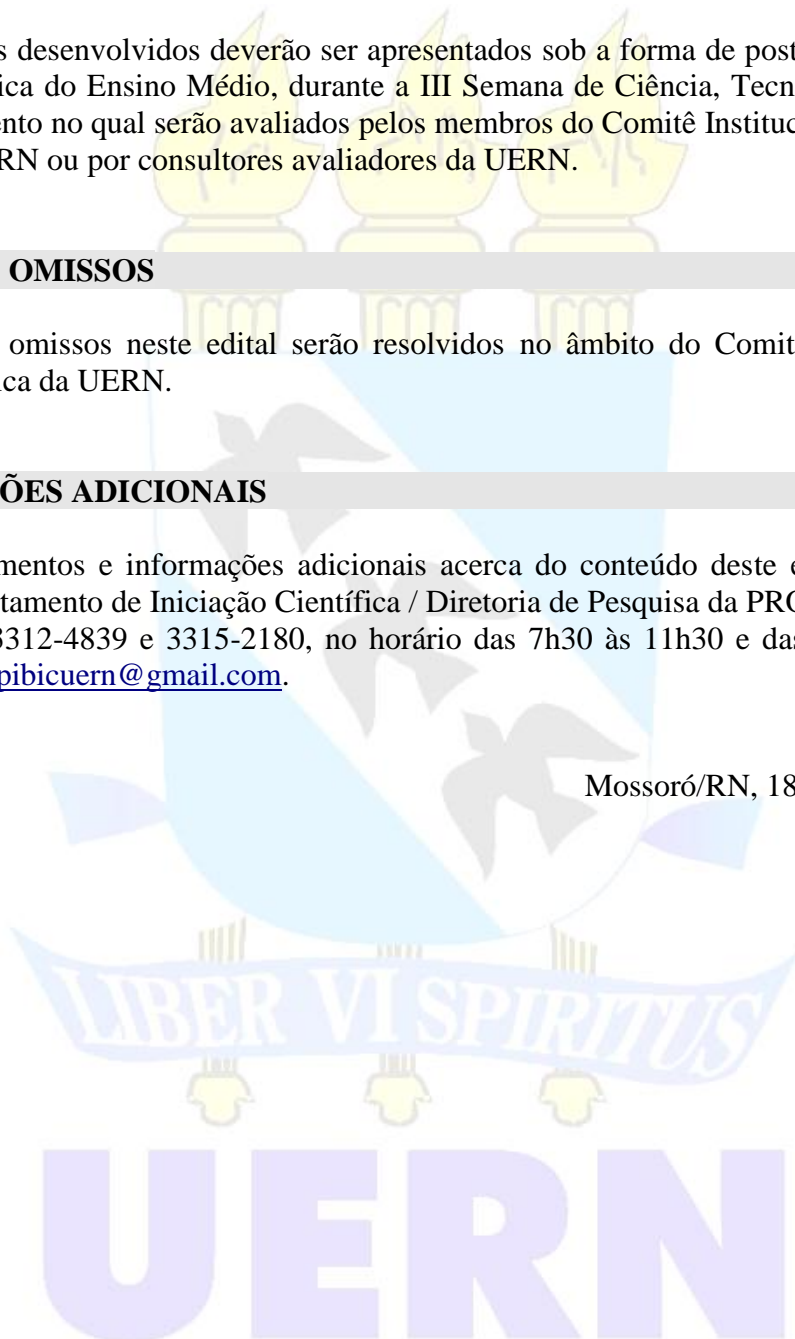 s desenvolvidos deverão ser apresentados sob a forma de post
ica do Ensino Médio, durante a III Semana de Ciência, Tecn
ento no qual serão avaliados pelos membros do Comitê Instituc
RN ou por consultores avaliadores da UERN.
OMISSOS
omissos neste edital serão resolvidos no âmbito do Comit
ica da UERN.
ÕES ADICIONAIS
mentos e informações adicionais acerca do conteúdo deste e
rtamento de Iniciação Científica / Diretoria de Pesquisa da PRO
3312-4839 e 3315-2180, no horário das 7h30 às 11h30 e das
pibicuern@gmail.com.
Mossoró/RN, 18
LIBER VI SPIRITUS
UERN